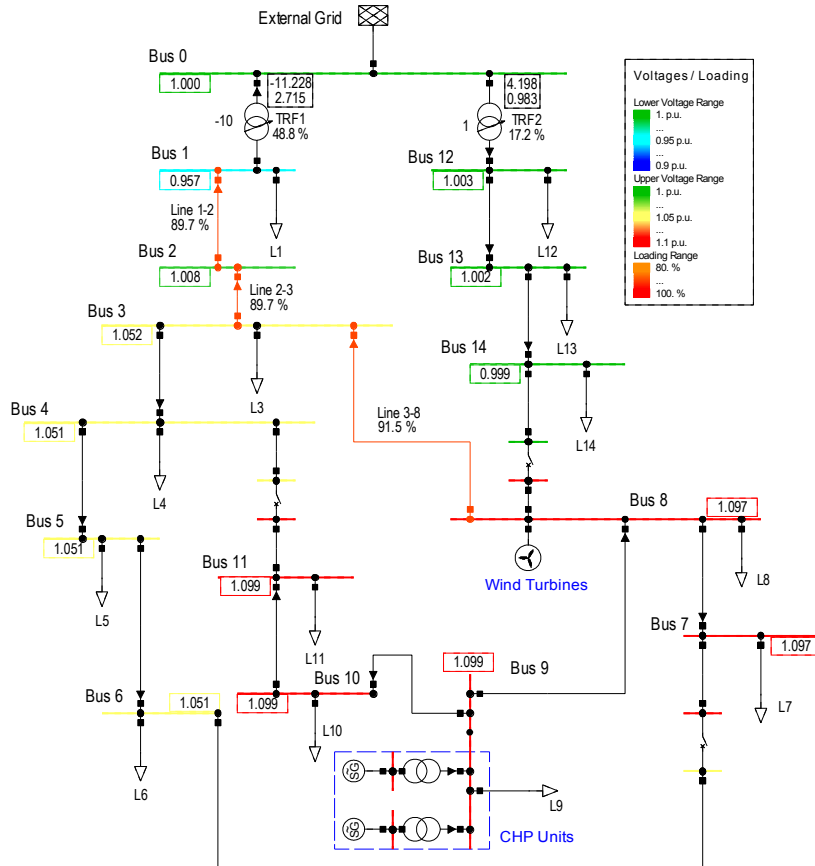 External Grid
Bus 0
1.000
-11.228
2.715
4.198
0.983
-10
TRF1
48.8 %
1
TRF2
17.2 %
Bus 1
0.957
Bus 12
1.003
Line 1-2
89.7 %
L1
L12
Bus 2
1.008
Bus 13
1.002
Line 2-3
89.7 %
Bus 3
1.052
L13
Bus 14
0.999
L3
Line 3-8
91.5 %
L14
Bus 4
1.051
L4
Bus 5
1.051
Bus 8
1.097
Wind Turbines
L8
L5
Bus 11
1.099
L11
Bus 7
1.097
Bus 6
1.051
Bus 10
1.099
L10
1.099
Bus 9
L7
L6
SG
~
SG
~
L9
CHP Units
Voltages / Loading
Lower Voltage Range
1. p.u.
...
0.95 p.u.
...
0.9 p.u.
Upper Voltage Range
1. p.u.
...
1.05 p.u.
...
1.1 p.u.
Loading Range
80. %
...
100. %